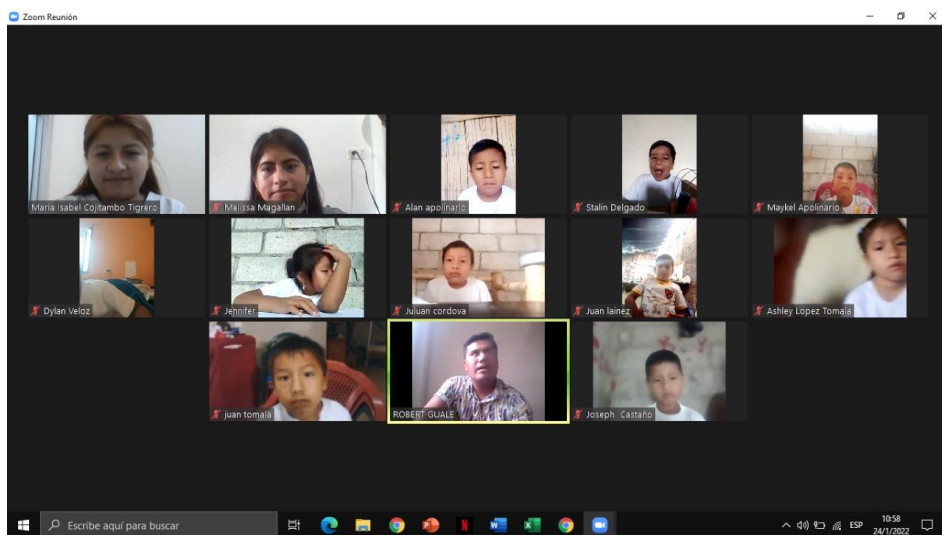 Zoom Reunión
Maria Isabel Cojitambo Tigrero
Melissa Magallan
Alan apolinario
Stalin Delgado
Maykel Apolinario
Dylan Veloz
Jennifer
Juluan cordova
Juan lainez
Ashley Lopez Tomala
juan tomala
ROBERT GUALE
Joseph Castaño
Escribe aquí para buscar
ESP
10:58
24/1/2022